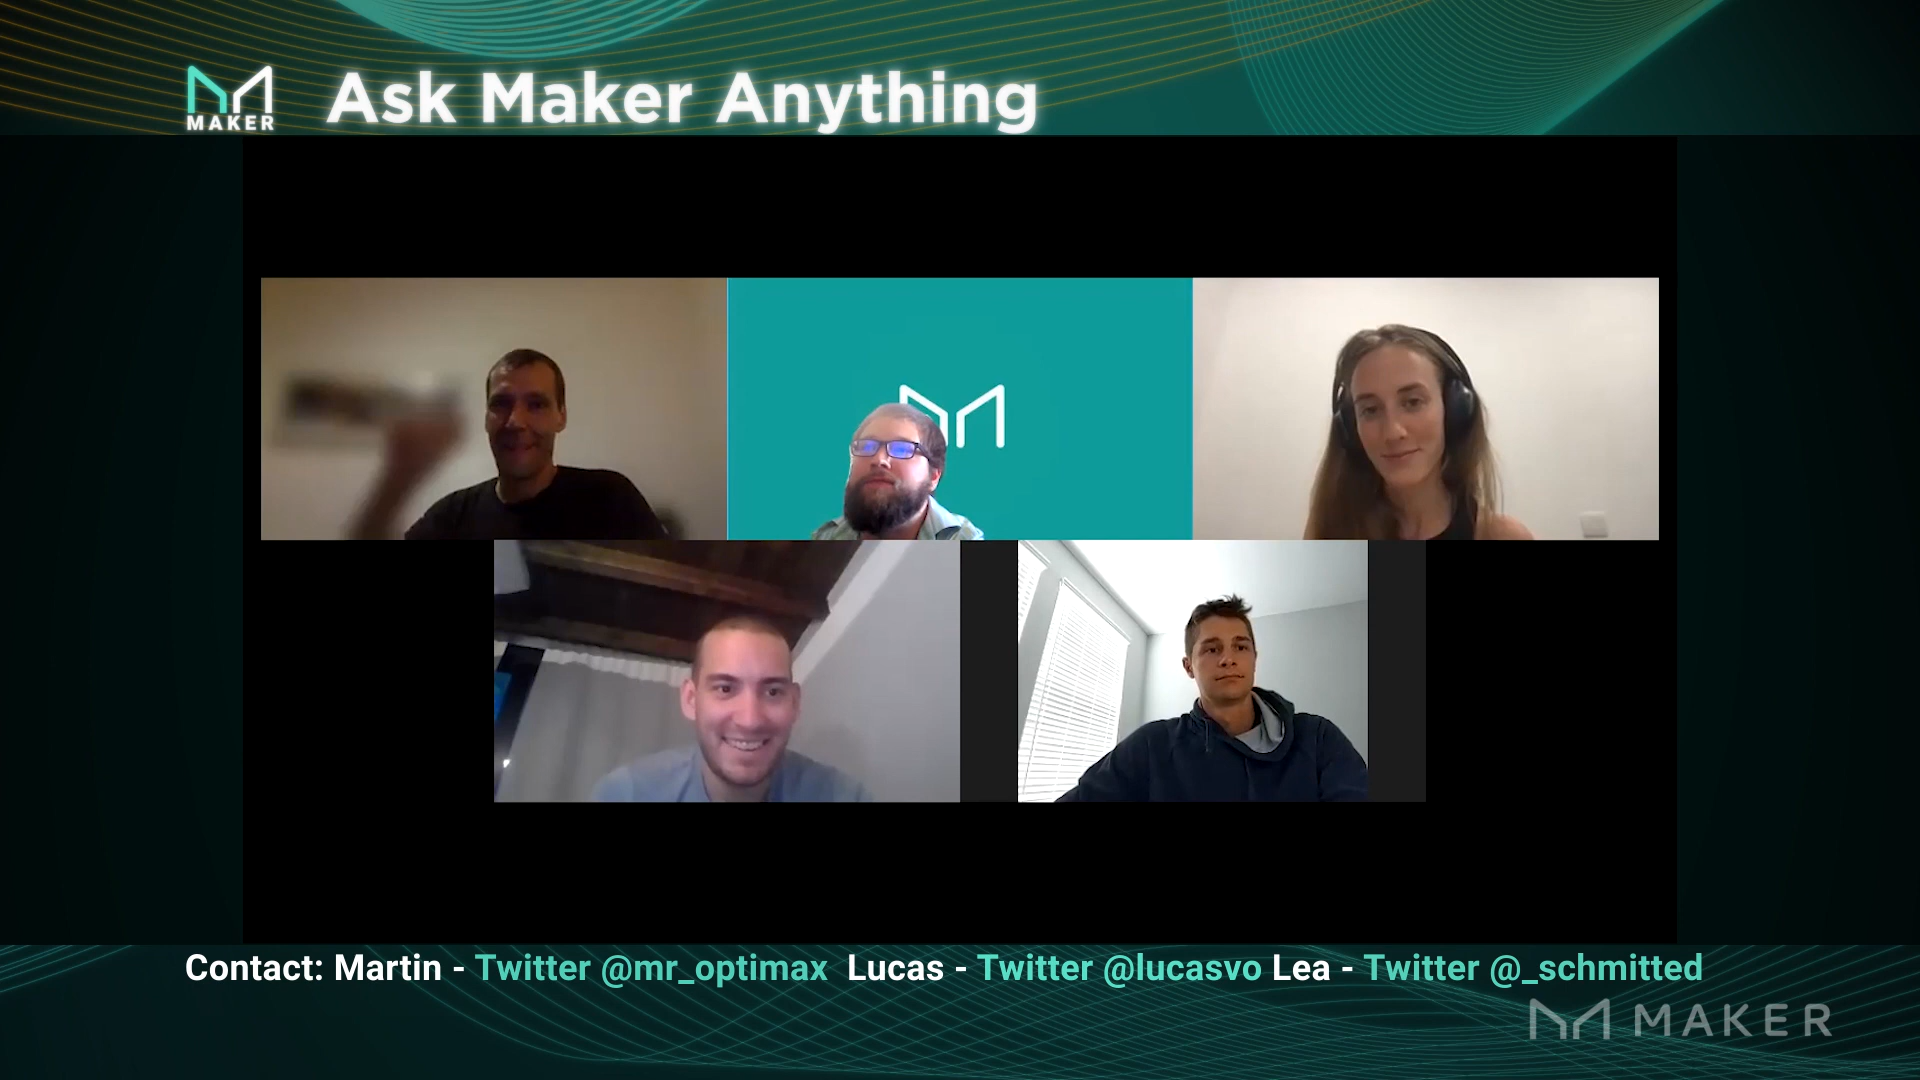 MAKER
Ask Maker Anything
Contact: Martin - Twitter @mr_optimax Lucas - Twitter @lucasvo Lea - Twitter @_schmitted
MAKER